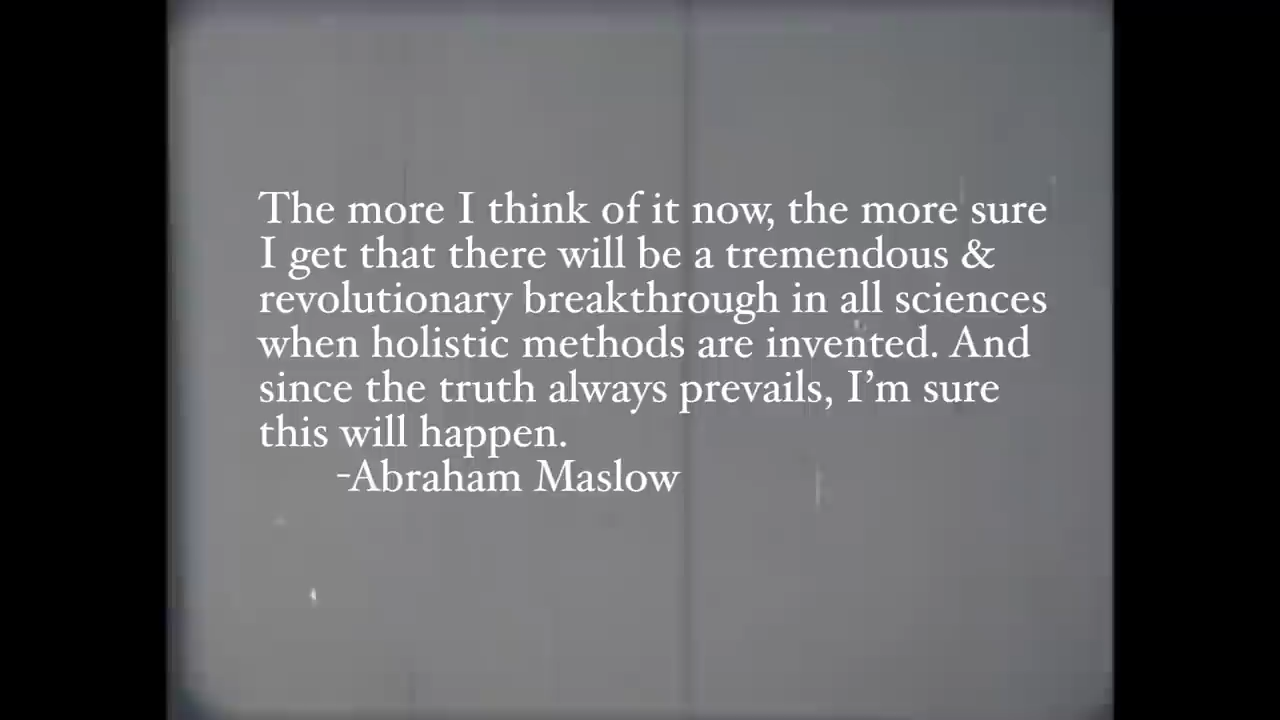 The more I think of it now, the more sure
I get that there will be a tremendous &
revolutionary breakthrough in all sciences
when holistic methods are invented. And
since the truth always prevails, I’m sure
this will happen.
-Abraham Maslow